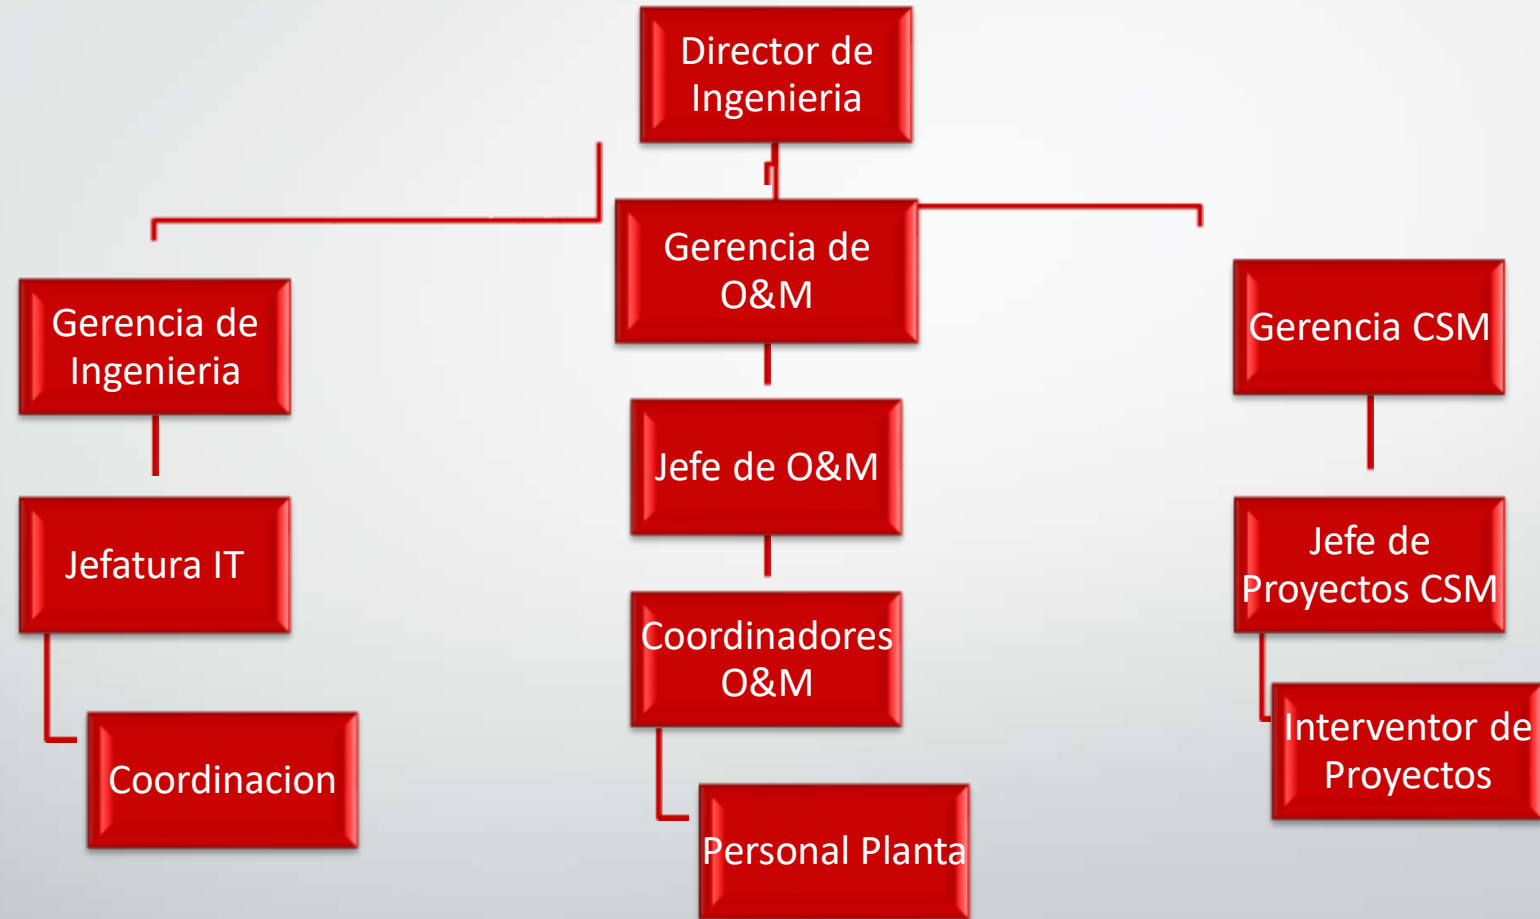 Director de
Ingenieria
Gerencia de
O&M
Gerencia de
Ingenieria
Gerencia CSM
Jefe de O&M
Jefatura IT
Jefe de
Proyectos CSM
Coordinadores
O&M
Interventor de
Proyectos
Coordinacion
Personal Planta